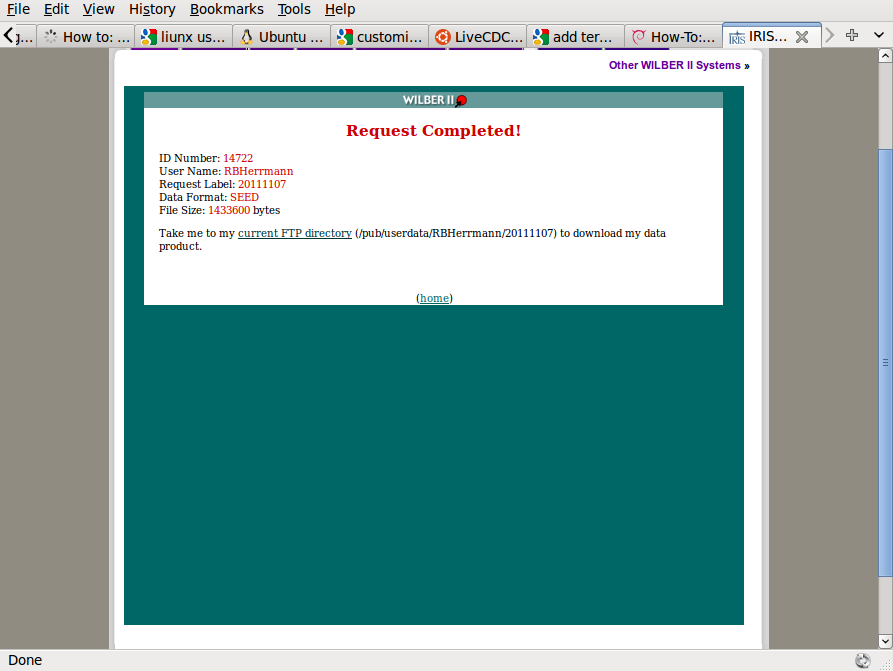 File Edit View History Bookmarks Tools Help
g... How to: ... liunx us... Ubuntu ... customi... LiveCDC... add ter... How-To:... IRIS...
Other WILBER II Systems »
WILBER II
Request Completed!
ID Number: 14722
User Name: RBHerrmann
Request Label: 20111107
Data Format: SEED
File Size: 1433600 bytes
Take me to my current FTP directory (/pub/userdata/RBHerrmann/20111107) to download my data
product.
(home)
Done